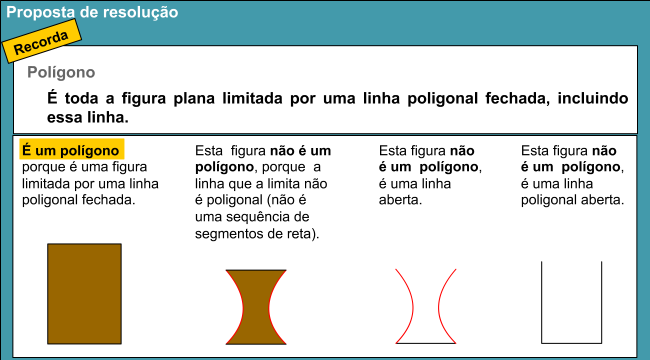 Proposta de resolução
Recorda
Polígono
É toda a figura plana limitada por uma linha poligonal fechada, incluindo
essa linha.
É um polígono
porque é uma figura
limitada por uma linha
poligonal fechada.
Esta figura não é um
polígono, porque a
linha que a limita não
é poligonal (não é
uma sequência de
segmentos de reta).
Esta figura não
é um polígono,
é uma linha
aberta.
Esta figura não
é um polígono,
é uma linha
poligonal aberta.